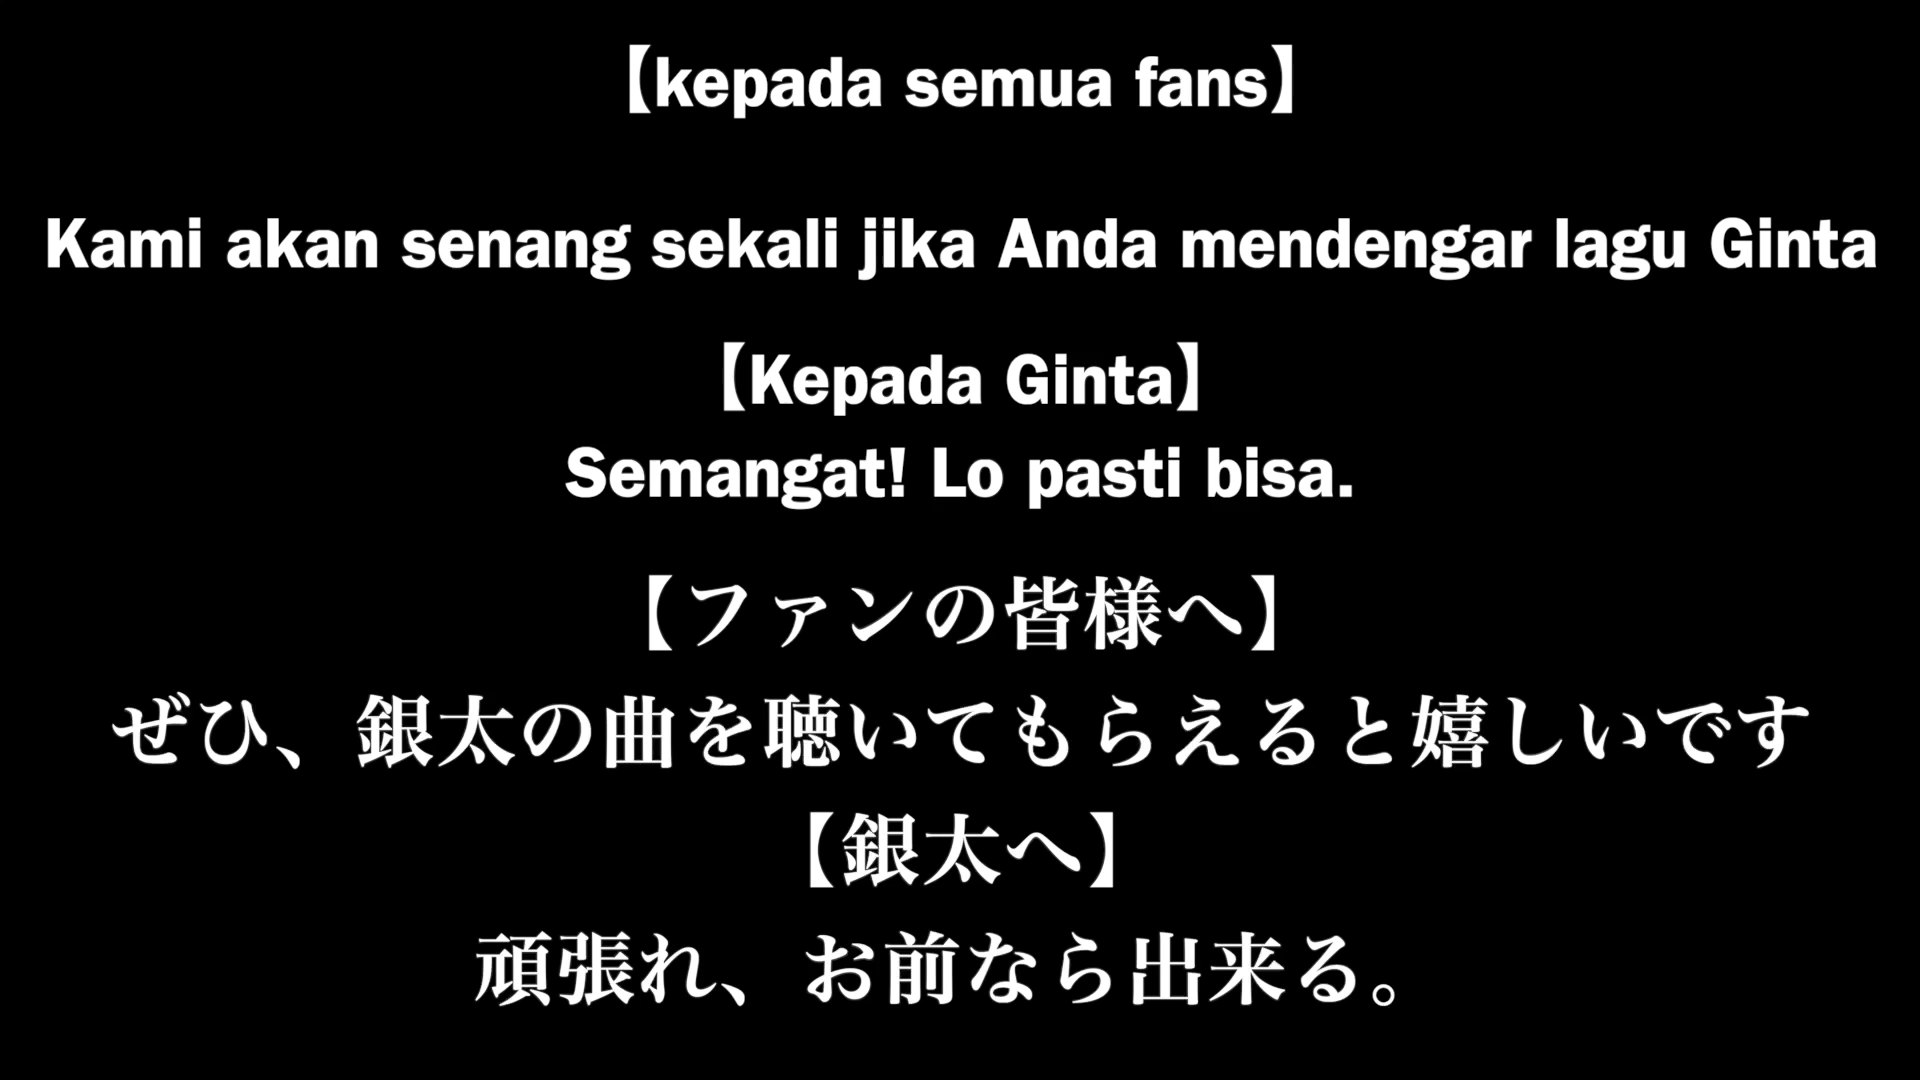 【kepada semua fans】
Kami akan senang sekali jika Anda mendengar lagu Ginta
【Kepada Ginta】
Semangat! Lo pasti bisa.
【ファンの皆様へ】
ぜひ、銀太の曲を聴いてもらえると嬉しいです
【銀太へ】
頑張れ、お前なら出来る。